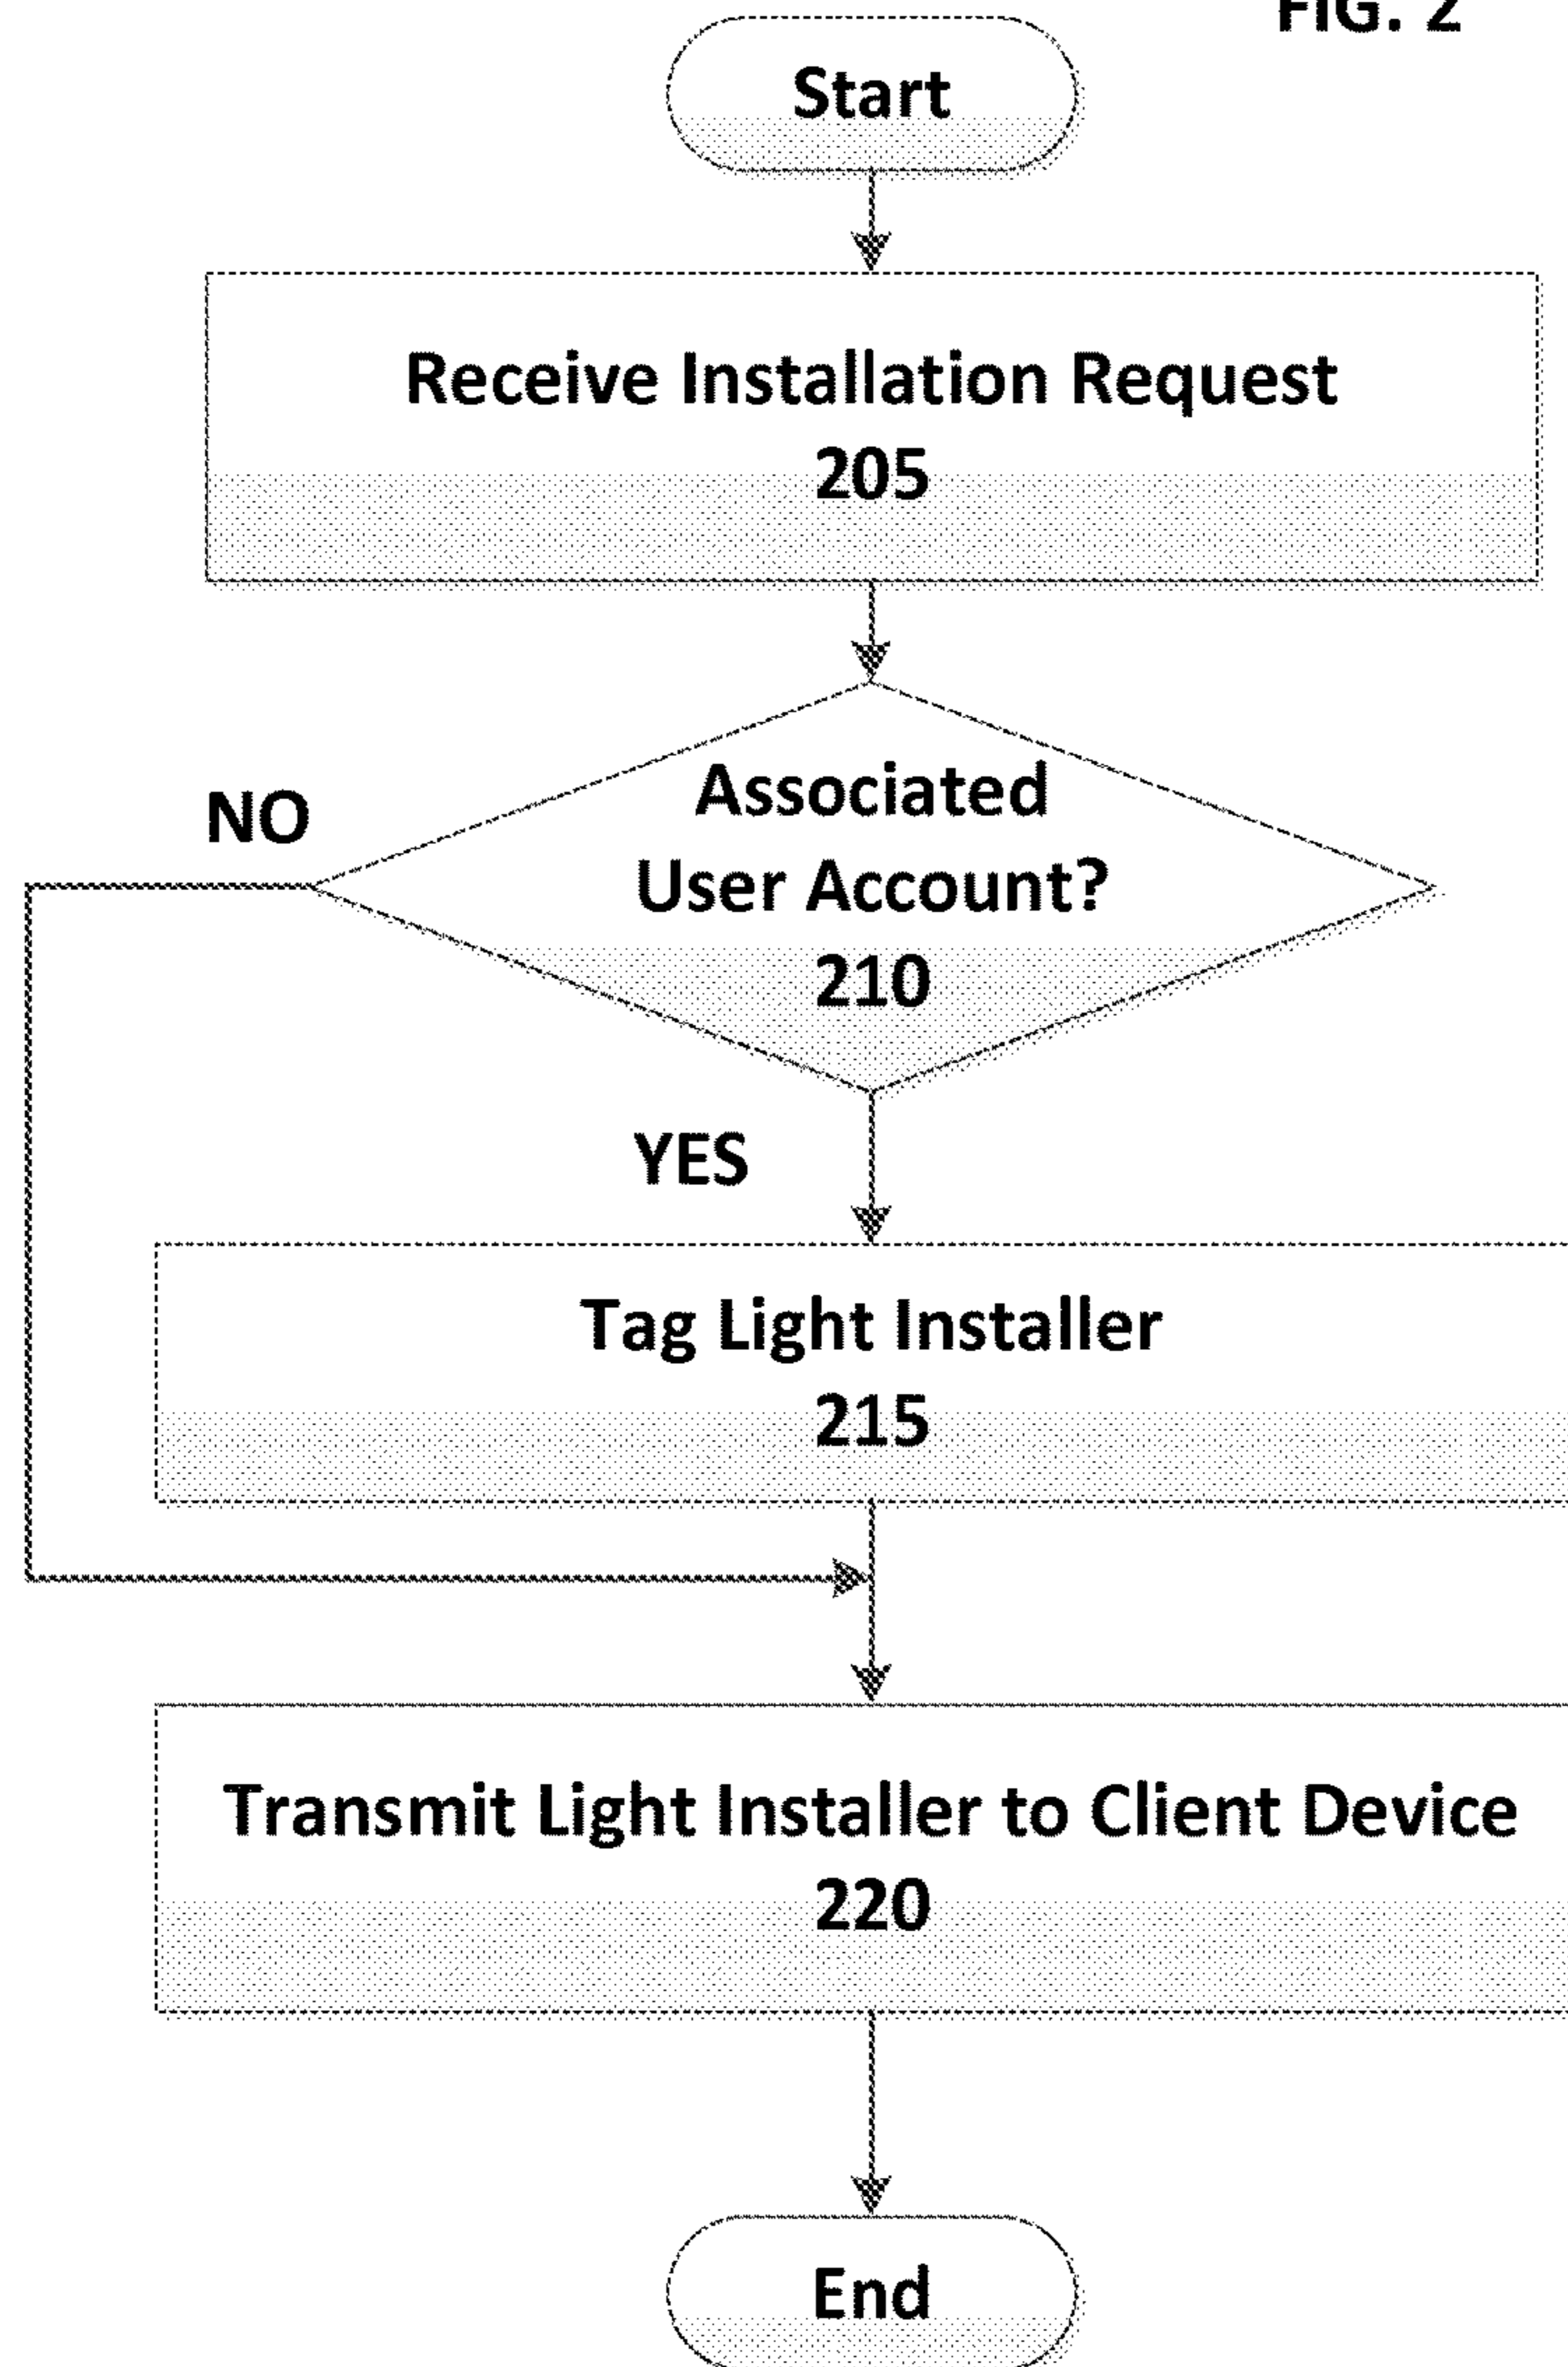 FIG. 2
Start
Receive Installation Request
205
Associated
User Account?
210
NO
YES
Tag Light Installer
215
Transmit Light Installer to Client Device
220
End